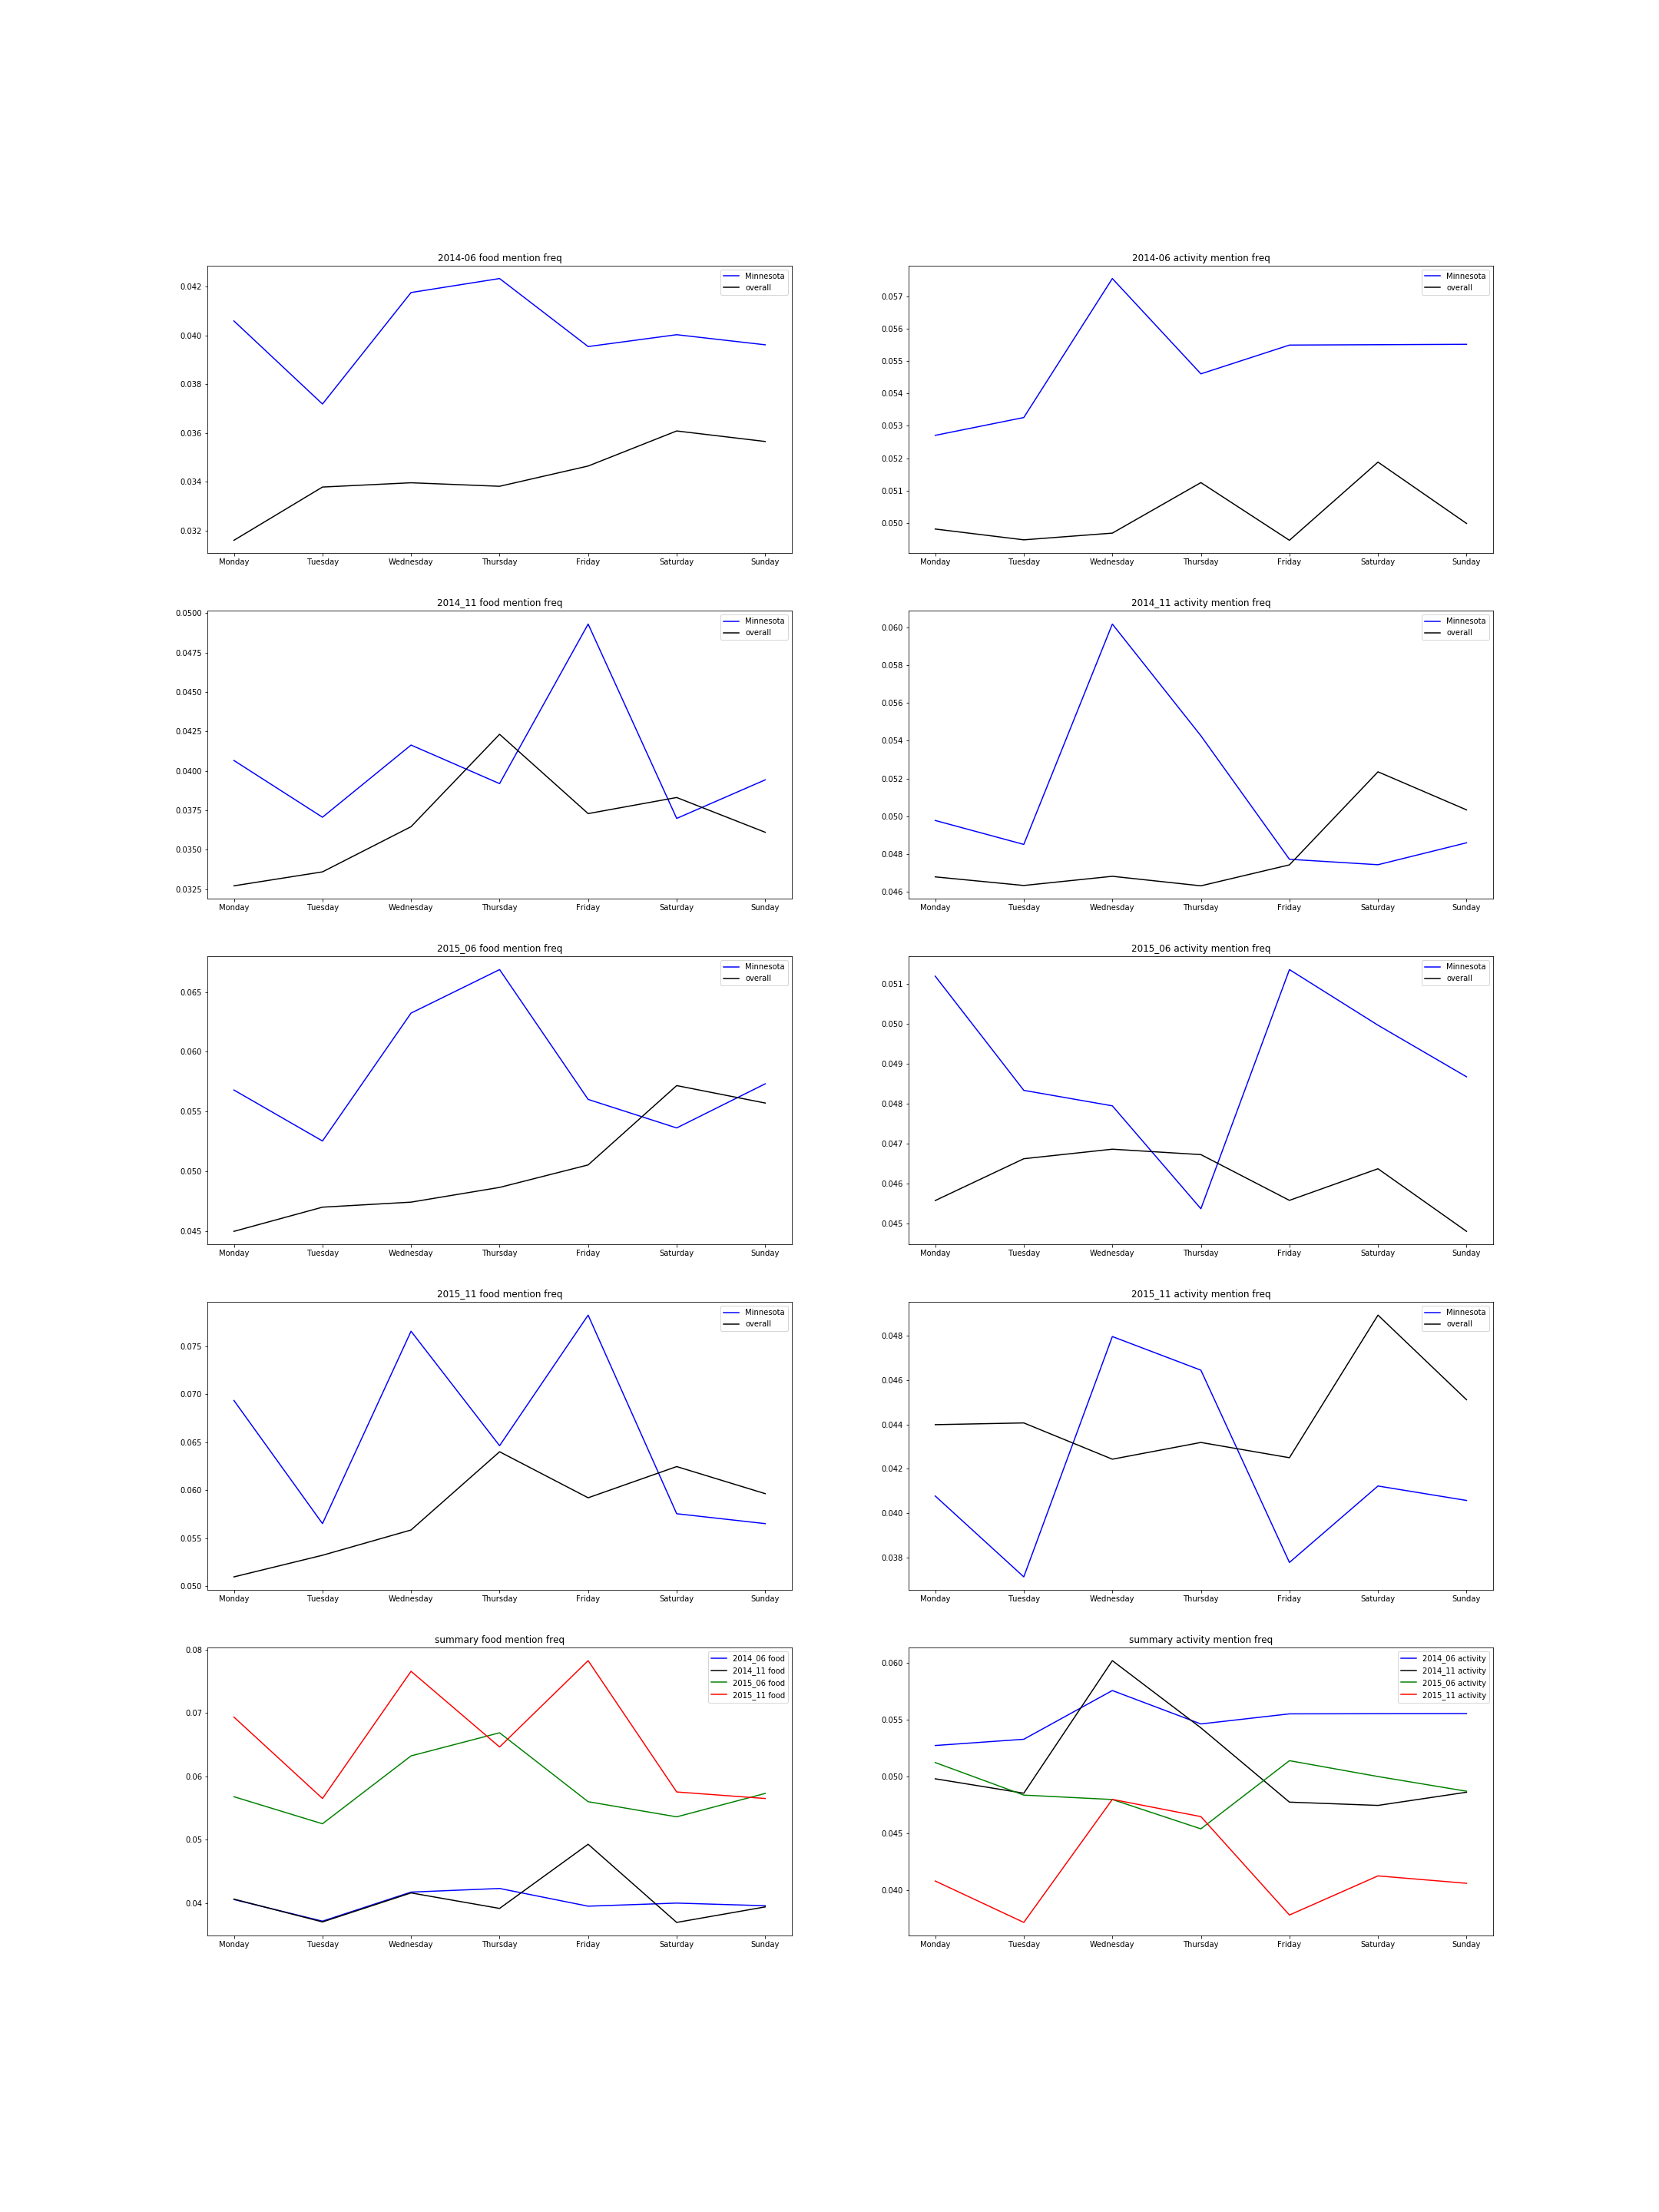 2014-06 food mention freq
Minnesota
overall
0.042
0.040
0.038
0.036
0.034
0.032
Monday Tuesday Wednesday Thursday Friday Saturday Sunday
2014-06 activity mention freq
Minnesota
overall
0.057
0.056
0.055
0.054
0.053
0.052
0.051
0.050
Monday Tuesday Wednesday Thursday Friday Saturday Sunday
2014_11 food mention freq
Minnesota
overall
0.0500
0.0475
0.0450
0.0425
0.0400
0.0375
0.0350
0.0325
Monday Tuesday Wednesday Thursday Friday Saturday Sunday
2014_11 activity mention freq
Minnesota
overall
0.060
0.058
0.056
0.054
0.052
0.050
0.048
0.046
Monday Tuesday Wednesday Thursday Friday Saturday Sunday
2015_06 food mention freq
Minnesota
overall
0.065
0.060
0.055
0.050
0.045
Monday Tuesday Wednesday Thursday Friday Saturday Sunday
2015_06 activity mention freq
Minnesota
overall
0.051
0.050
0.049
0.048
0.047
0.046
0.045
Monday Tuesday Wednesday Thursday Friday Saturday Sunday
2015_11 food mention freq
Minnesota
overall
0.075
0.070
0.065
0.060
0.055
0.050
Monday Tuesday Wednesday Thursday Friday Saturday Sunday
2015_11 activity mention freq
Minnesota
overall
0.048
0.046
0.044
0.042
0.040
0.038
Monday Tuesday Wednesday Thursday Friday Saturday Sunday
summary food mention freq
2014_06 food
2014_11 food
2015_06 food
2015_11 food
0.08
0.07
0.06
0.05
0.04
Monday Tuesday Wednesday Thursday Friday Saturday Sunday
summary activity mention freq
2014_06 activity
2014_11 activity
2015_06 activity
2015_11 activity
0.060
0.055
0.050
0.045
0.040
Monday Tuesday Wednesday Thursday Friday Saturday Sunday